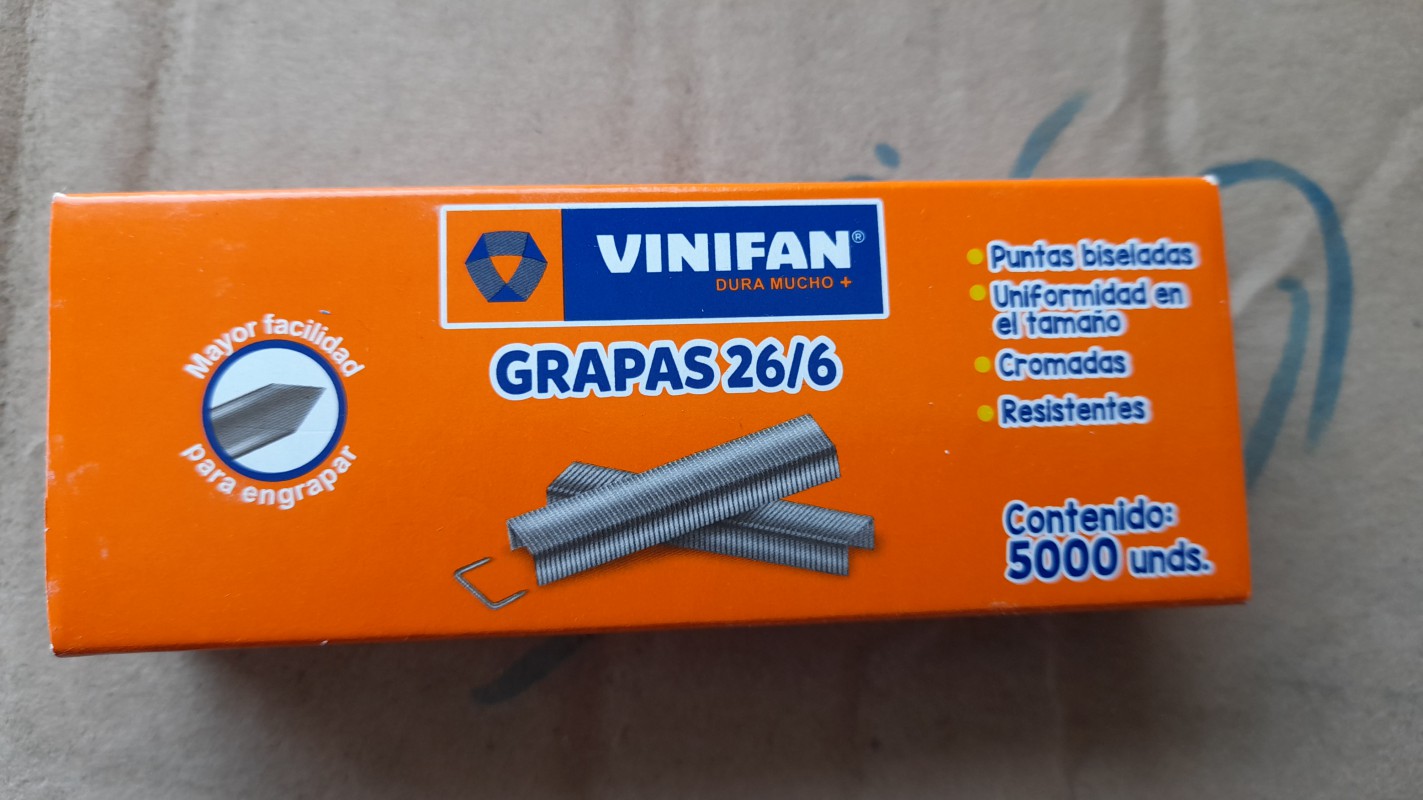 VINIFAN®
DURA MUCHO +
GRAPAS 26/6
Mayor facilidad
para engrapar
Puntas biseladas
Uniformidad en
el tamaño
Cromadas
Resistentes
Contenido:
5000 unds.